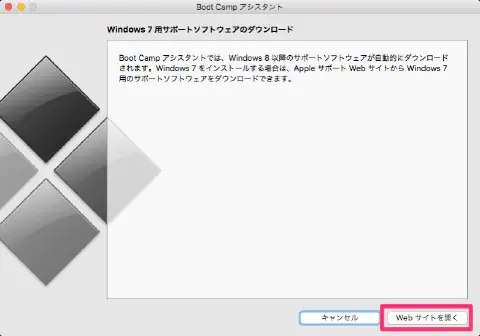 Boot Camp アシスタント
Windows 7 用サポートソフトウェアのダウンロード
Boot Camp アシスタントでは、Windows 8 以降のサポートソフトウェアが自動的にダウンロード
されます。Windows 7 をインストールする場合は、Apple サポート Web サイトから Windows 7
用のサポートソフトウェアをダウンロードできます。
キャンセル
Web サイトを開く